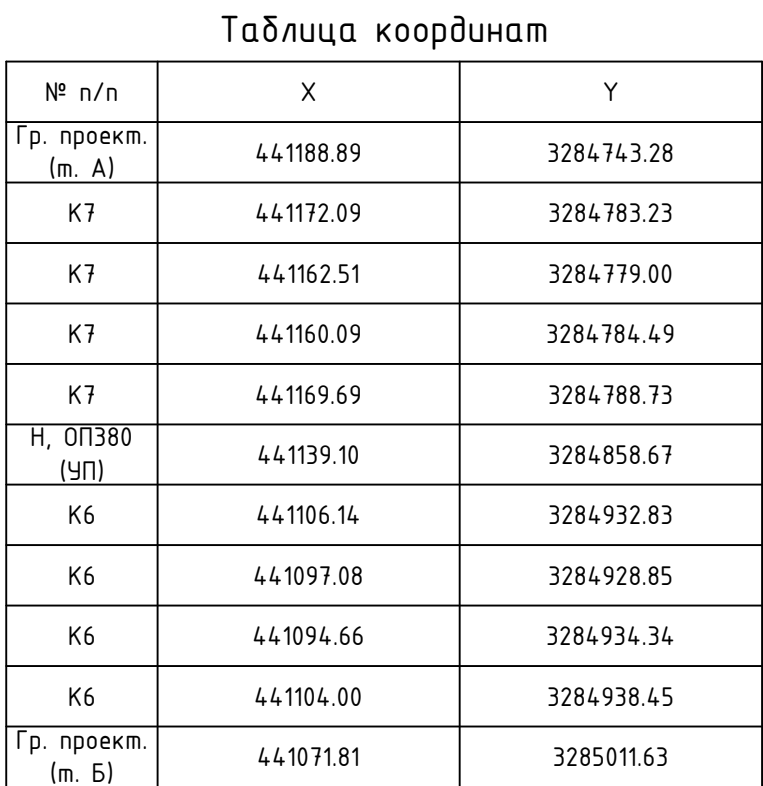 Таблица координат
№ п/п X Y
Гр. проект.
(т. А) 441188.89 3284743.28
К7 441172.09 3284783.23
К7 441162.51 3284779.00
К7 441160.09 3284784.49
К7 441169.69 3284788.73
Н, ОП380
(УП) 441139.10 3284858.67
К6 441106.14 3284932.83
К6 441097.08 3284928.85
К6 441094.66 3284934.34
К6 441104.00 3284938.45
Гр. проект.
(т. Б) 441071.81 3285011.63